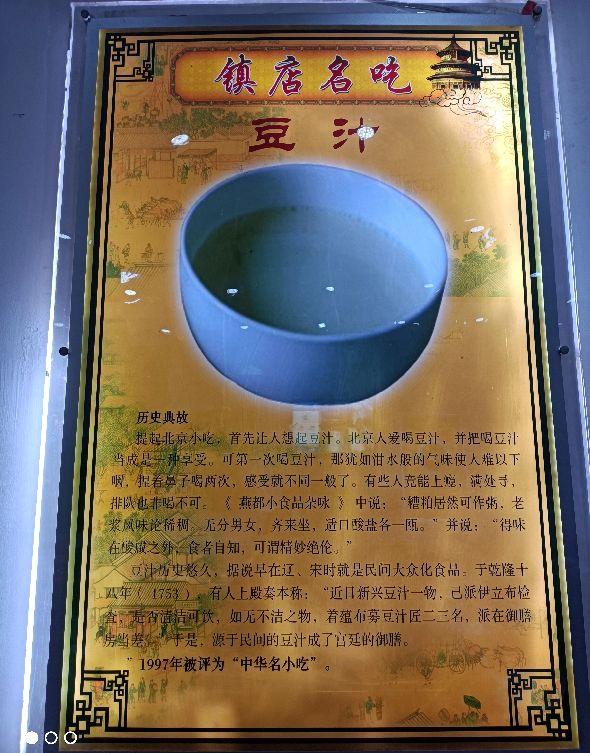 镇店名吃
豆汁
历史典故
提起北京小吃，首先让人想起豆汁。北京人爱喝豆汁，并把喝豆汁
当成是一种享受。可第一次喝豆汁，那犹如泔水般的气味使人难以下
咽，捏着鼻子喝两次，感受就不同一般了。有些人竟能上瘾，满处寻，
排队也非喝不可。《燕都小食品杂咏》中说：“糟粕居然可作粥，老
浆风味论稀稠。无分男女，齐来坐，适口酸盐各一瓯。”并说：“得味
在酸咸之外，食者自知，可谓精妙绝伦。”
豆汁历史悠久，据说早在辽、宋时就是民间大众化食品。于乾隆十
八年（1753），有人上殿奏本称：“近日新兴豆汁一物，已派伊立布检
查，是否清洁可饮，如无不洁之物，着蕴布募豆汁匠二三名，派在御膳
房当差。”于是，源于民间的豆汁成了宫廷的御膳。
”1997年被评为“中华名小吃”。